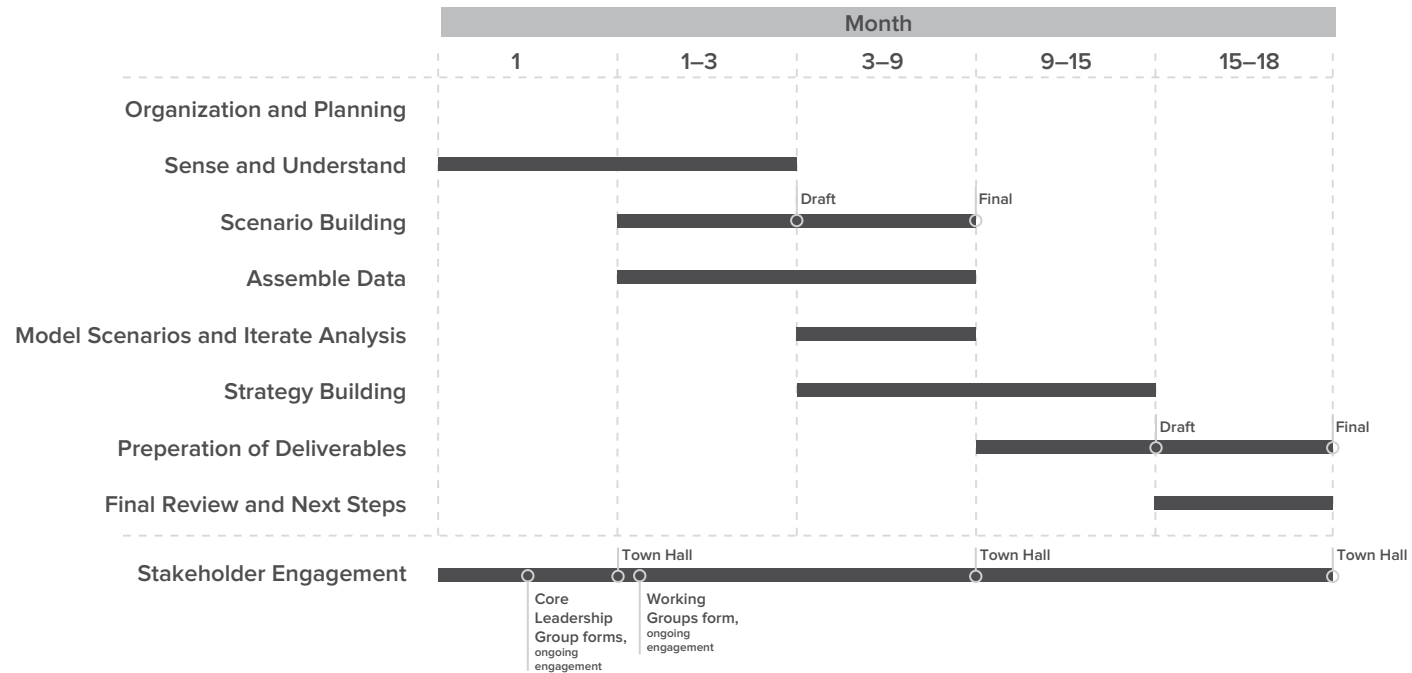 Month
1
1–3
3–9
9–15
15–18
Organization and Planning
Sense and Understand
Draft
Final
Scenario Building
Assemble Data
Model Scenarios and Iterate Analysis
Strategy Building
Draft
Final
Preperation of Deliverables
Final Review and Next Steps
Town Hall
Town Hall
Town Hall
Stakeholder Engagement
Core
Leadership
Group forms,
ongoing
engagement
Working
Groups form,
ongoing
engagement